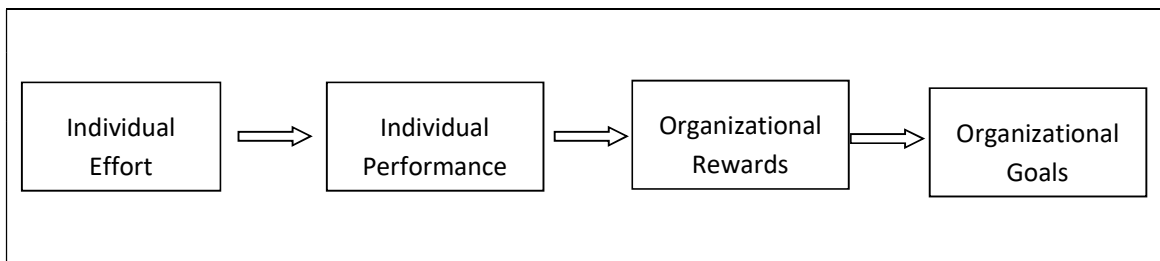 Individual
Effort
Individual
Performance
Organizational
Rewards
Organizational
Goals